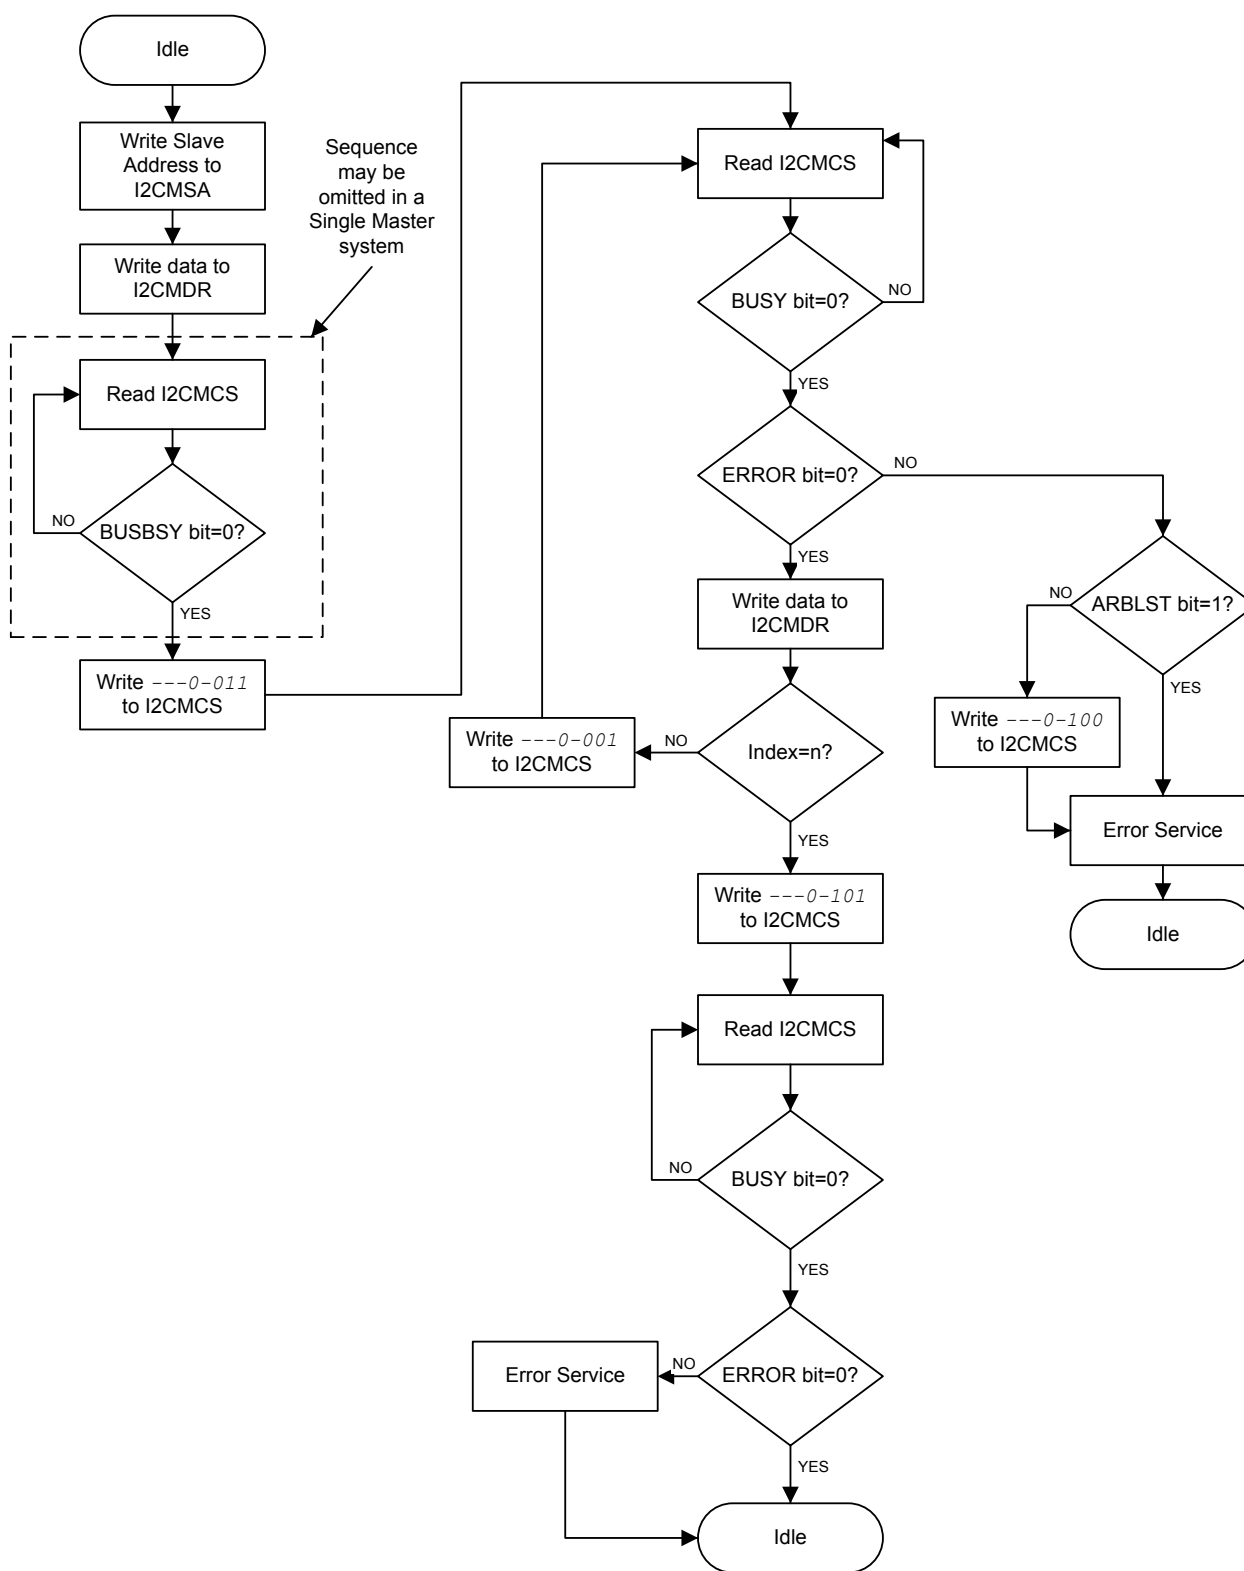 Idle
Write Slave
Address to
I2CMSA
Write data to
I2CMDR
Sequence
may be
omitted in a
Single Master
system
Read I2CMCS
BUSBSY bit=0?
NO
YES
Write ---0-011
to I2CMCS
Read I2CMCS
BUSY bit=0?
NO
YES
ERROR bit=0?
NO
YES
Write data to
I2CMDR
Index=n?
NO
Write ---0-001
to I2CMCS
YES
ARBLST bit=1?
NO
YES
Write ---0-100
to I2CMCS
Error Service
Idle
Write ---0-101
to I2CMCS
Read I2CMCS
BUSY bit=0?
NO
YES
ERROR bit=0?
NO
Error Service
YES
Idle